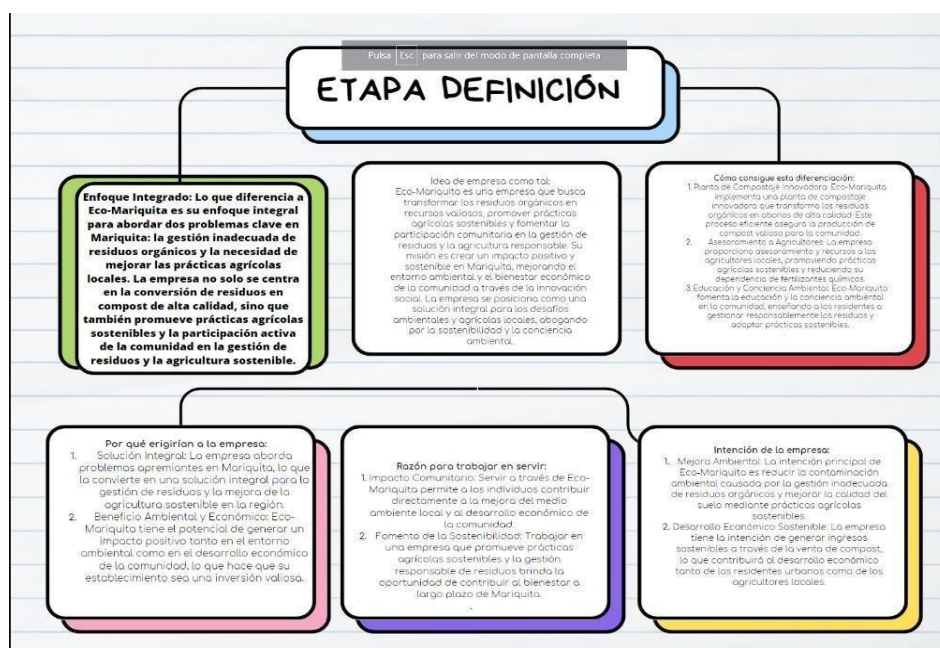 Pulsa Esc para salir del modo de pantalla completa
ETAPA DEFINICIÓN
Enfoque Integrado: Lo que diferencia a
Eco-Mariquita es su enfoque integral
para abordar dos problemas clave en
Mariquita: la gestión inadecuada de
residuos orgánicos y la necesidad de
mejorar las prácticas agrícolas
locales. La empresa no solo se centra
en la conversión de residuos en
compost de alta calidad, sino que
también promueve prácticas agrícolas
sostenibles y la participación activa
de la comunidad en la gestión de
residuos y la agricultura sostenible.
Idea de empresa como tal:
Eco-Mariquita es una empresa que busca
transformar los residuos orgánicos en
recursos valiosos, promover prácticas
agrícolas sostenibles y fomentar la
participación comunitaria en la gestión de
residuos y la agricultura responsable. Su
misión es crear un impacto positivo y
sostenible en Mariquita, mejorando el
entorno ambiental y el bienestar económico
de la comunidad a través de la innovación
social. La empresa se posiciona como una
solución integral para los desafíos
ambientales y agrícolas locales, abogando
por la sostenibilidad y la conciencia
ambiental.
Cómo consigue esta diferenciación:
1. Planta de Compostaje Innovadora: Eco-Mariquita
implementa una planta de compostaje
innovadora que transforma los residuos
orgánicos en abonos de alta calidad. Este
proceso eficiente asegura la producción de
compost valioso para la comunidad.
2. Asesoramiento a Agricultores: La empresa
proporciona asesoramiento y recursos a los
agricultores locales, promoviendo prácticas
agrícolas sostenibles y reduciendo su
dependencia de fertilizantes químicos.
3. Educación y Conciencia Ambiental: Eco-Mariquita
fomenta la educación y la conciencia ambiental
en la comunidad, enseñando a los residentes a
gestionar responsablemente los residuos y
adoptar prácticas sostenibles.
Por qué erigirían a la empresa:
1. Solución Integral: La empresa aborda
problemas apremiantes en Mariquita, lo que
la convierte en una solución integral para la
gestión de residuos y la mejora de la
agricultura sostenible en la región.
2. Beneficio Ambiental y Económico: Eco-
Mariquita tiene el potencial de generar un
impacto positivo tanto en el entorno
ambiental como en el desarrollo económico
de la comunidad, lo que hace que su
establecimiento sea una inversión valiosa.
Razón para trabajar en servir:
1. Impacto Comunitario: Servir a través de Eco-
Mariquita permite a los individuos contribuir
directamente a la mejora del medio
ambiente local y al desarrollo económico de
la comunidad.
2. Fomento de la Sostenibilidad: Trabajar en
una empresa que promueve prácticas
agrícolas sostenibles y la gestión
responsable de residuos brinda la
oportunidad de contribuir al bienestar a
largo plazo de Mariquita.
Intención de la empresa:
1. Mejora Ambiental: La intención principal de
Eco-Mariquita es reducir la contaminación
ambiental causada por la gestión inadecuada
de residuos orgánicos y mejorar la calidad del
suelo mediante prácticas agrícolas
sostenibles.
2. Desarrollo Económico Sostenible: La empresa
tiene la intención de generar ingresos
sostenibles a través de la venta de compost,
lo que contribuirá al desarrollo económico
tanto de los residentes urbanos como de los
agricultores locales.